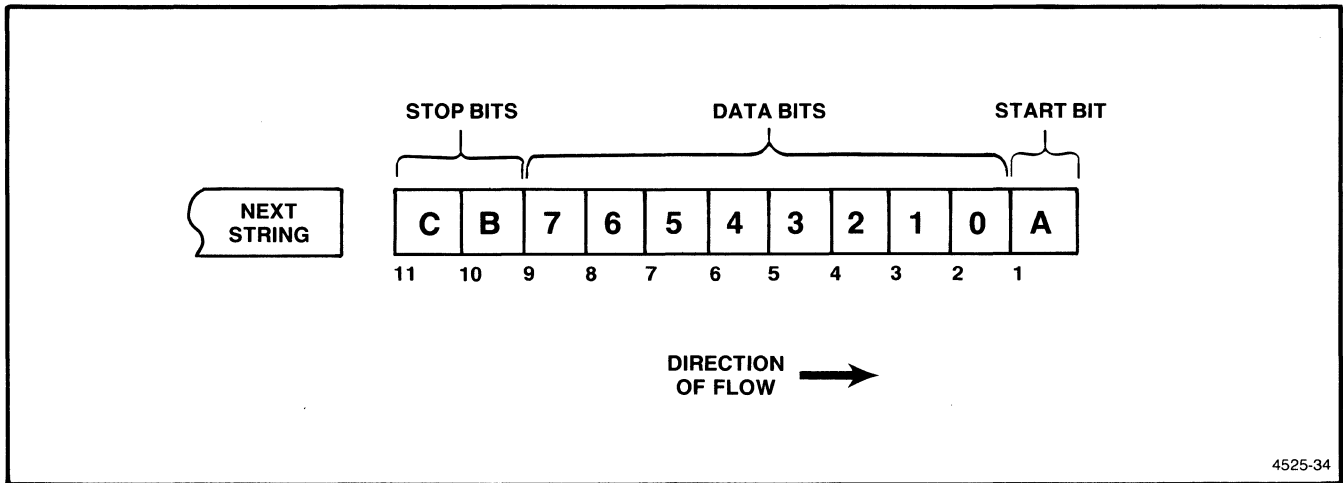 STOP BITS DATA BITS START BIT
NEXT
STRING
C B 7 6 5 4 3 2 1 0 A
11 10 9 8 7 6 5 4 3 2 1
DIRECTION
OF FLOW
4525-34